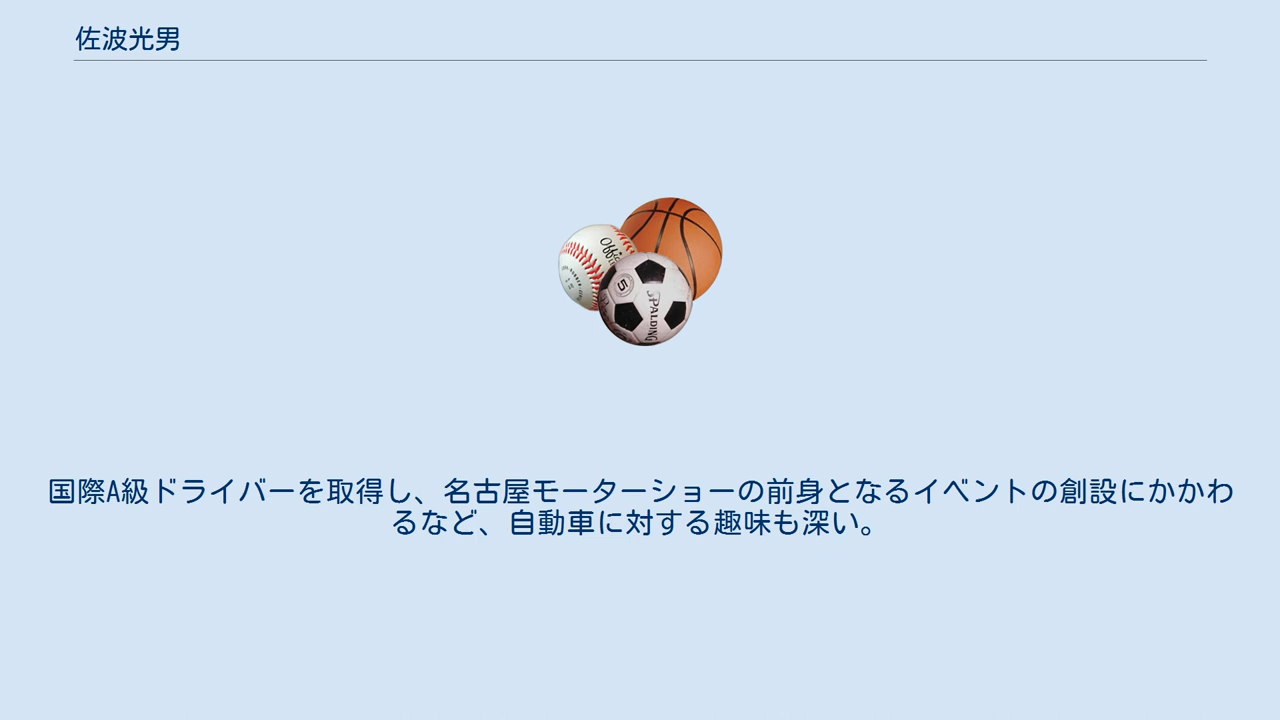 佐波光男
Offic
5
SPALDING
国際A級ドライバーを取得し、名古屋モーターショーの前身となるイベントの創設にかかわ
るなど、自動車に対する趣味も深い。